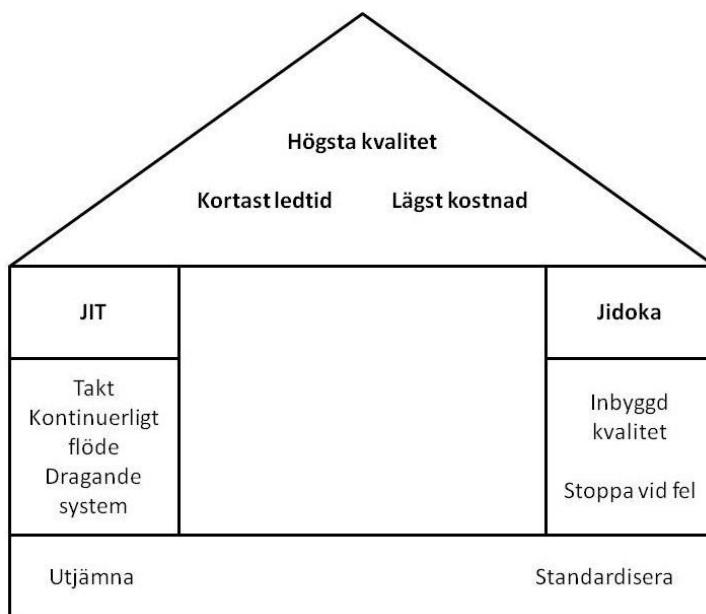 Högsta kvalitet
Kortast ledtid Lägst kostnad
JIT
Jidoka
Takt
Kontinuerligt
flöde
Dragande
system
Inbyggd
kvalitet
Stoppa vid fel
Utjämna
Standardisera